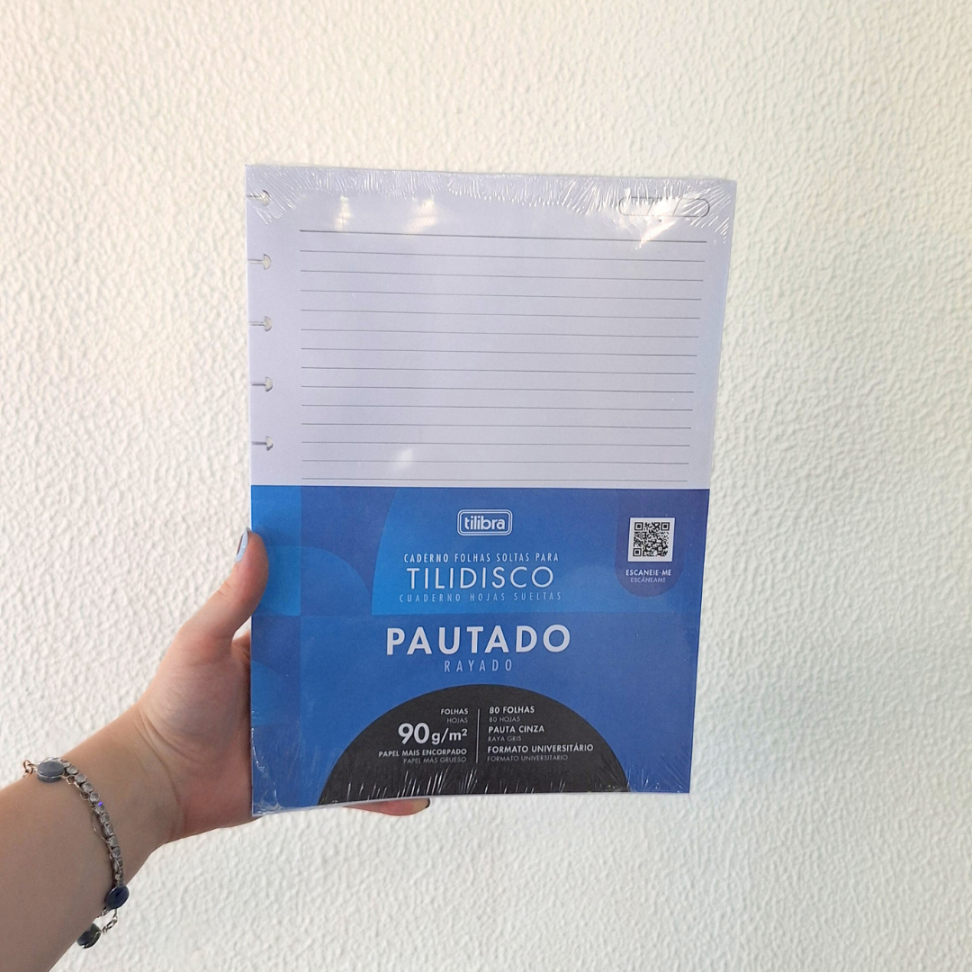 tilibra
CADERNO FOLHAS SOLTAS PARA
TILIDISCO
CUADERNO HOJAS SUELTAS
ESCANEIE-ME
ESCÂNEAME
PAUTADO
RAYADO
FOLHAS
HOJAS
90g/m²
PAPEL MAIS ENCORPADO
PAPEL MÁS GRUESO
80 FOLHAS
80 HOJAS
PAUTA CINZA
RAYA GRIS
FORMATO UNIVERSITÁRIO
FORMATO UNIVERSITARIO